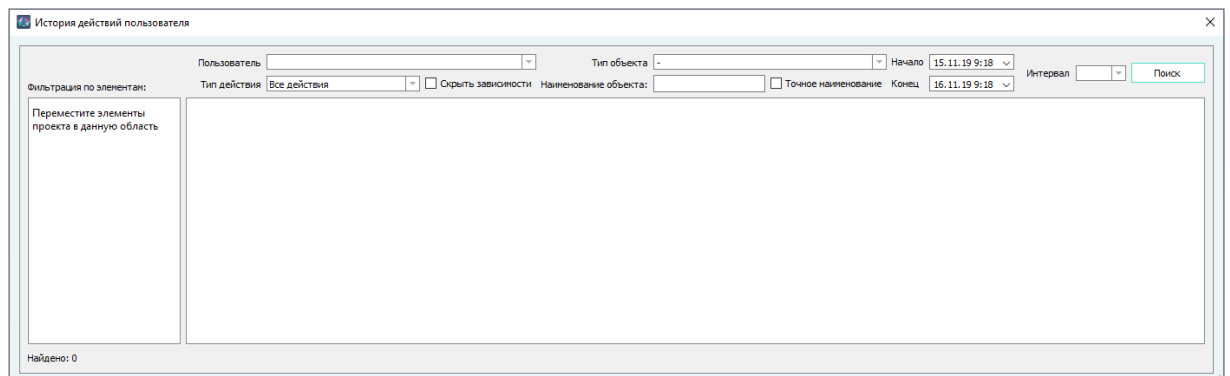 История действий пользователя
Пользователь Тип объекта - Начало 15.11.19 9:18
Интервал Поиск
Фильтрация по элементам: Тип действия Все действия Скрыть зависимости Наименование объекта: Точное наименование Конец 16.11.19 9:18
Переместите элементы
проекта в данную область
Найдено: 0